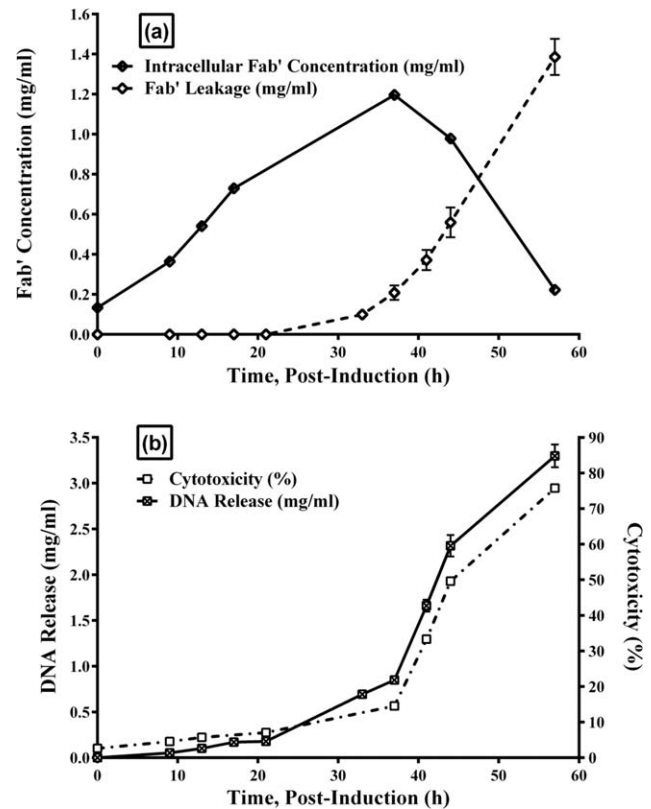 (a)
Intracellular Fab' Concentration (mg/ml)
Fab' Leakage (mg/ml)
Fab' Concentration (mg/ml)
1.6
1.4
1.2
1.0
0.8
0.6
0.4
0.2
0.0
0 10 20 30 40 50 60
Time, Post-Induction (h)
(b)
Cytotoxicity (%)
DNA Release (mg/ml)
DNA Release (mg/ml)
3.5
3.0
2.5
2.0
1.5
1.0
0.5
0.0
90
80
70
60
50
40
30
20
10
0
Cytotoxicity (%)
0 10 20 30 40 50 60
Time, Post-Induction (h)